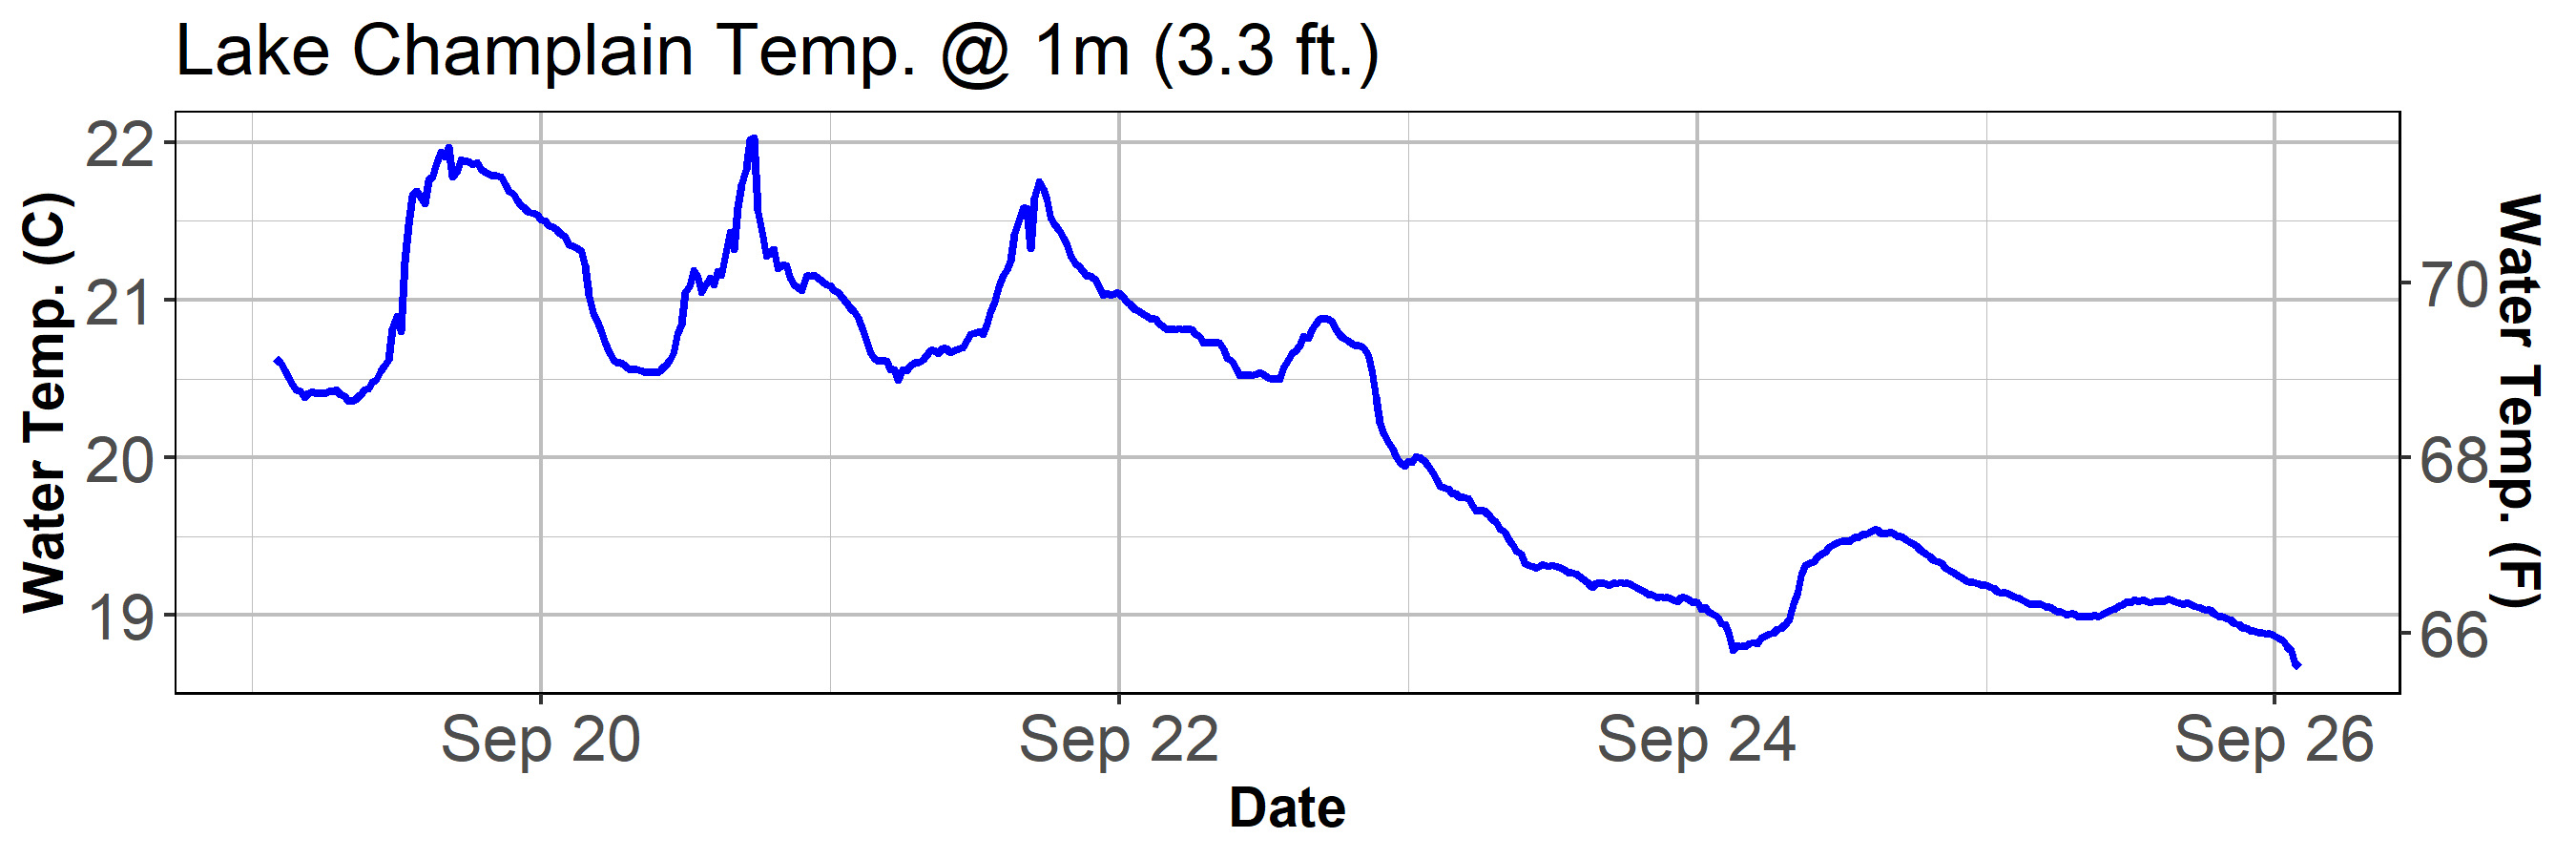 Lake Champlain Temp. @ 1m (3.3 ft.)
Water Temp. (C)
22
21
20
19
70
68
66
Water Temp. (F)
Sep 20
Sep 22
Sep 24
Sep 26
Date